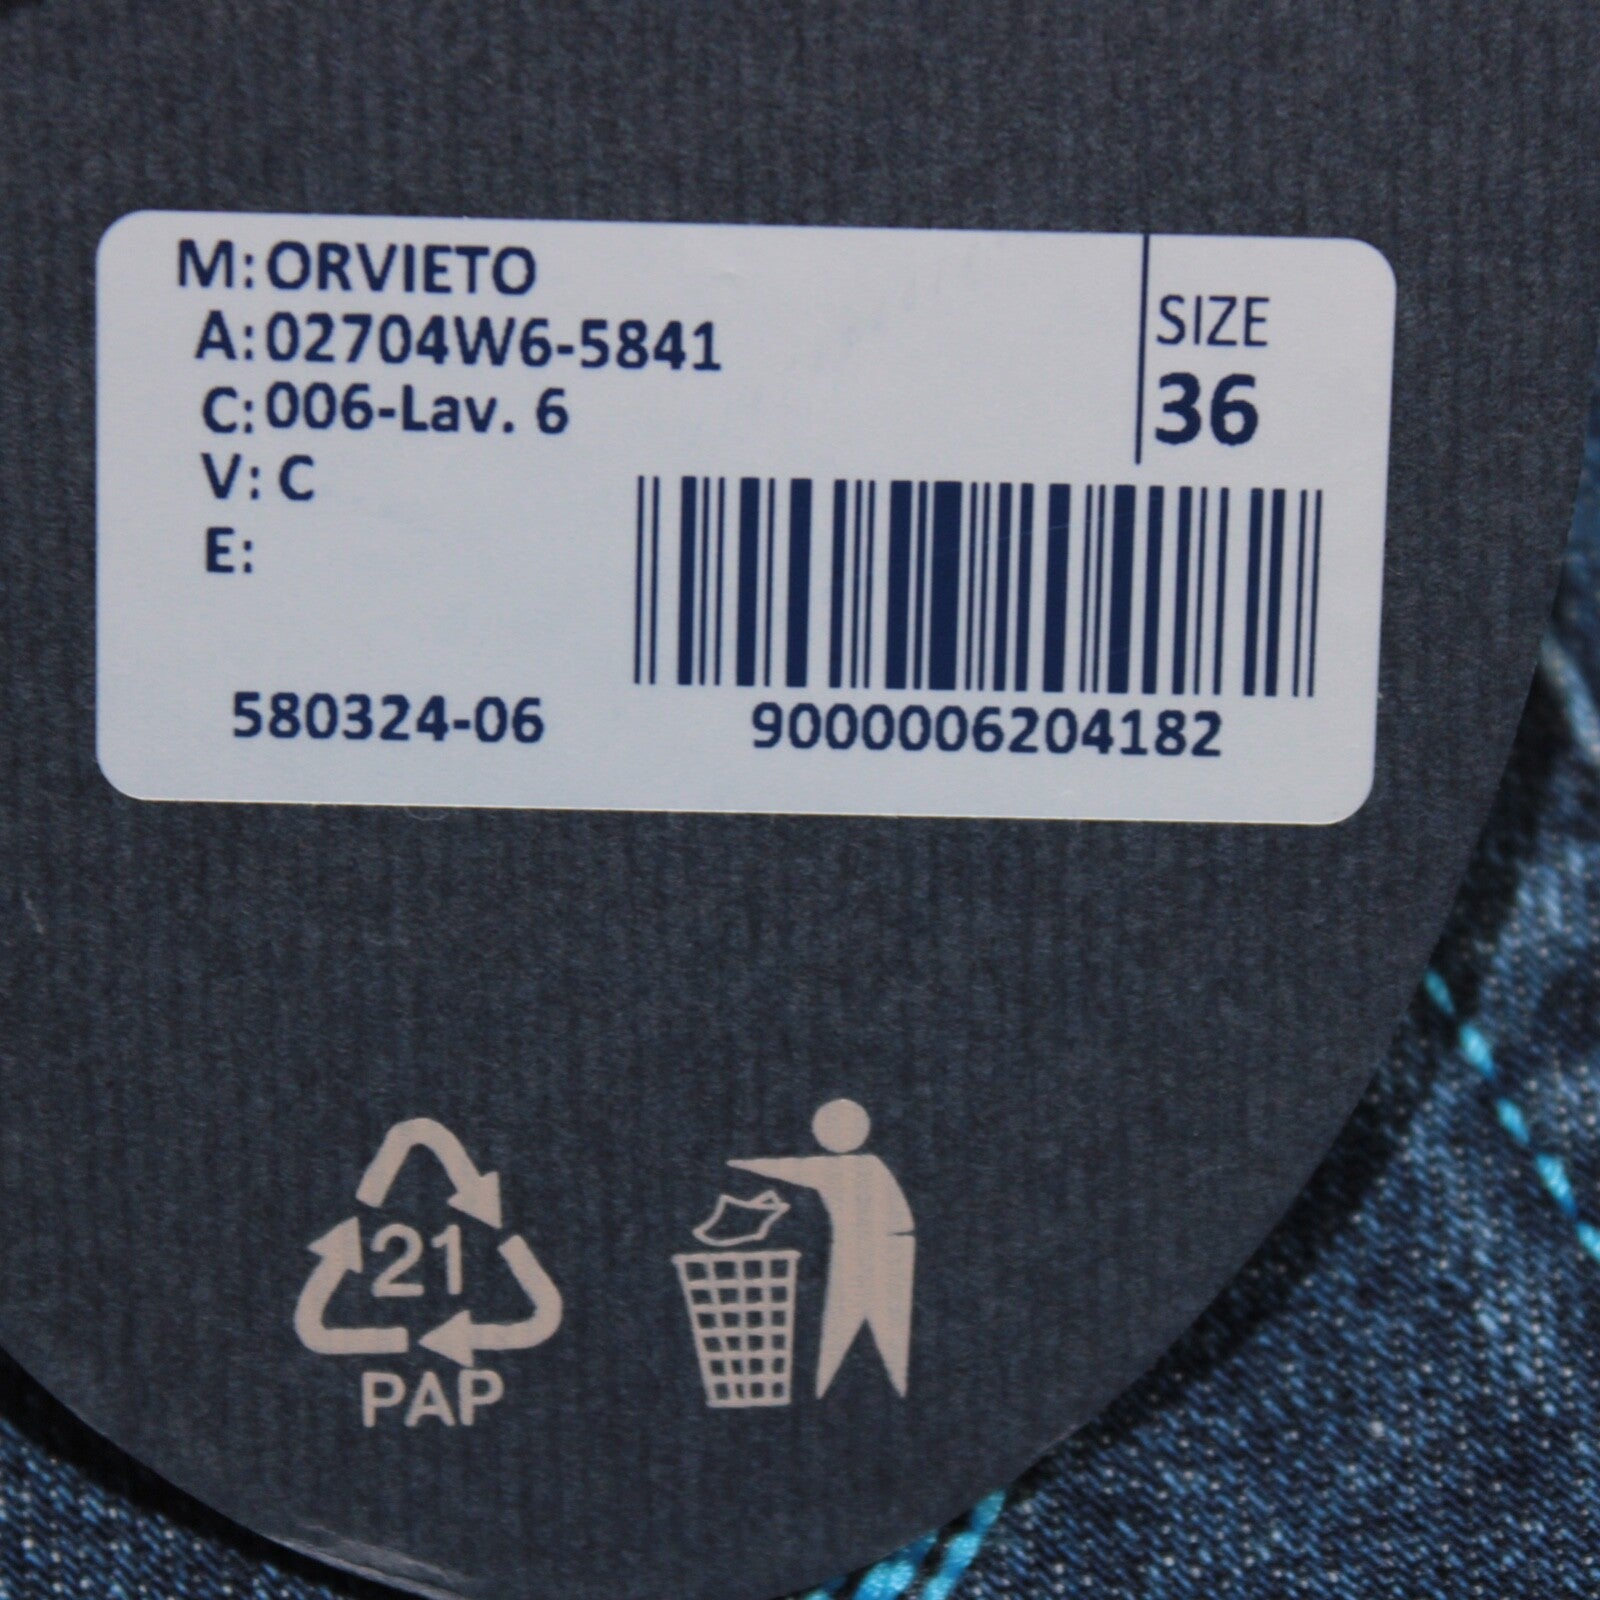 M: ORVIETO
A: 02704W6-5841
C: 006-Lav. 6
V: C
E:
SIZE
36
580324-06
9000006204182
21
PAP